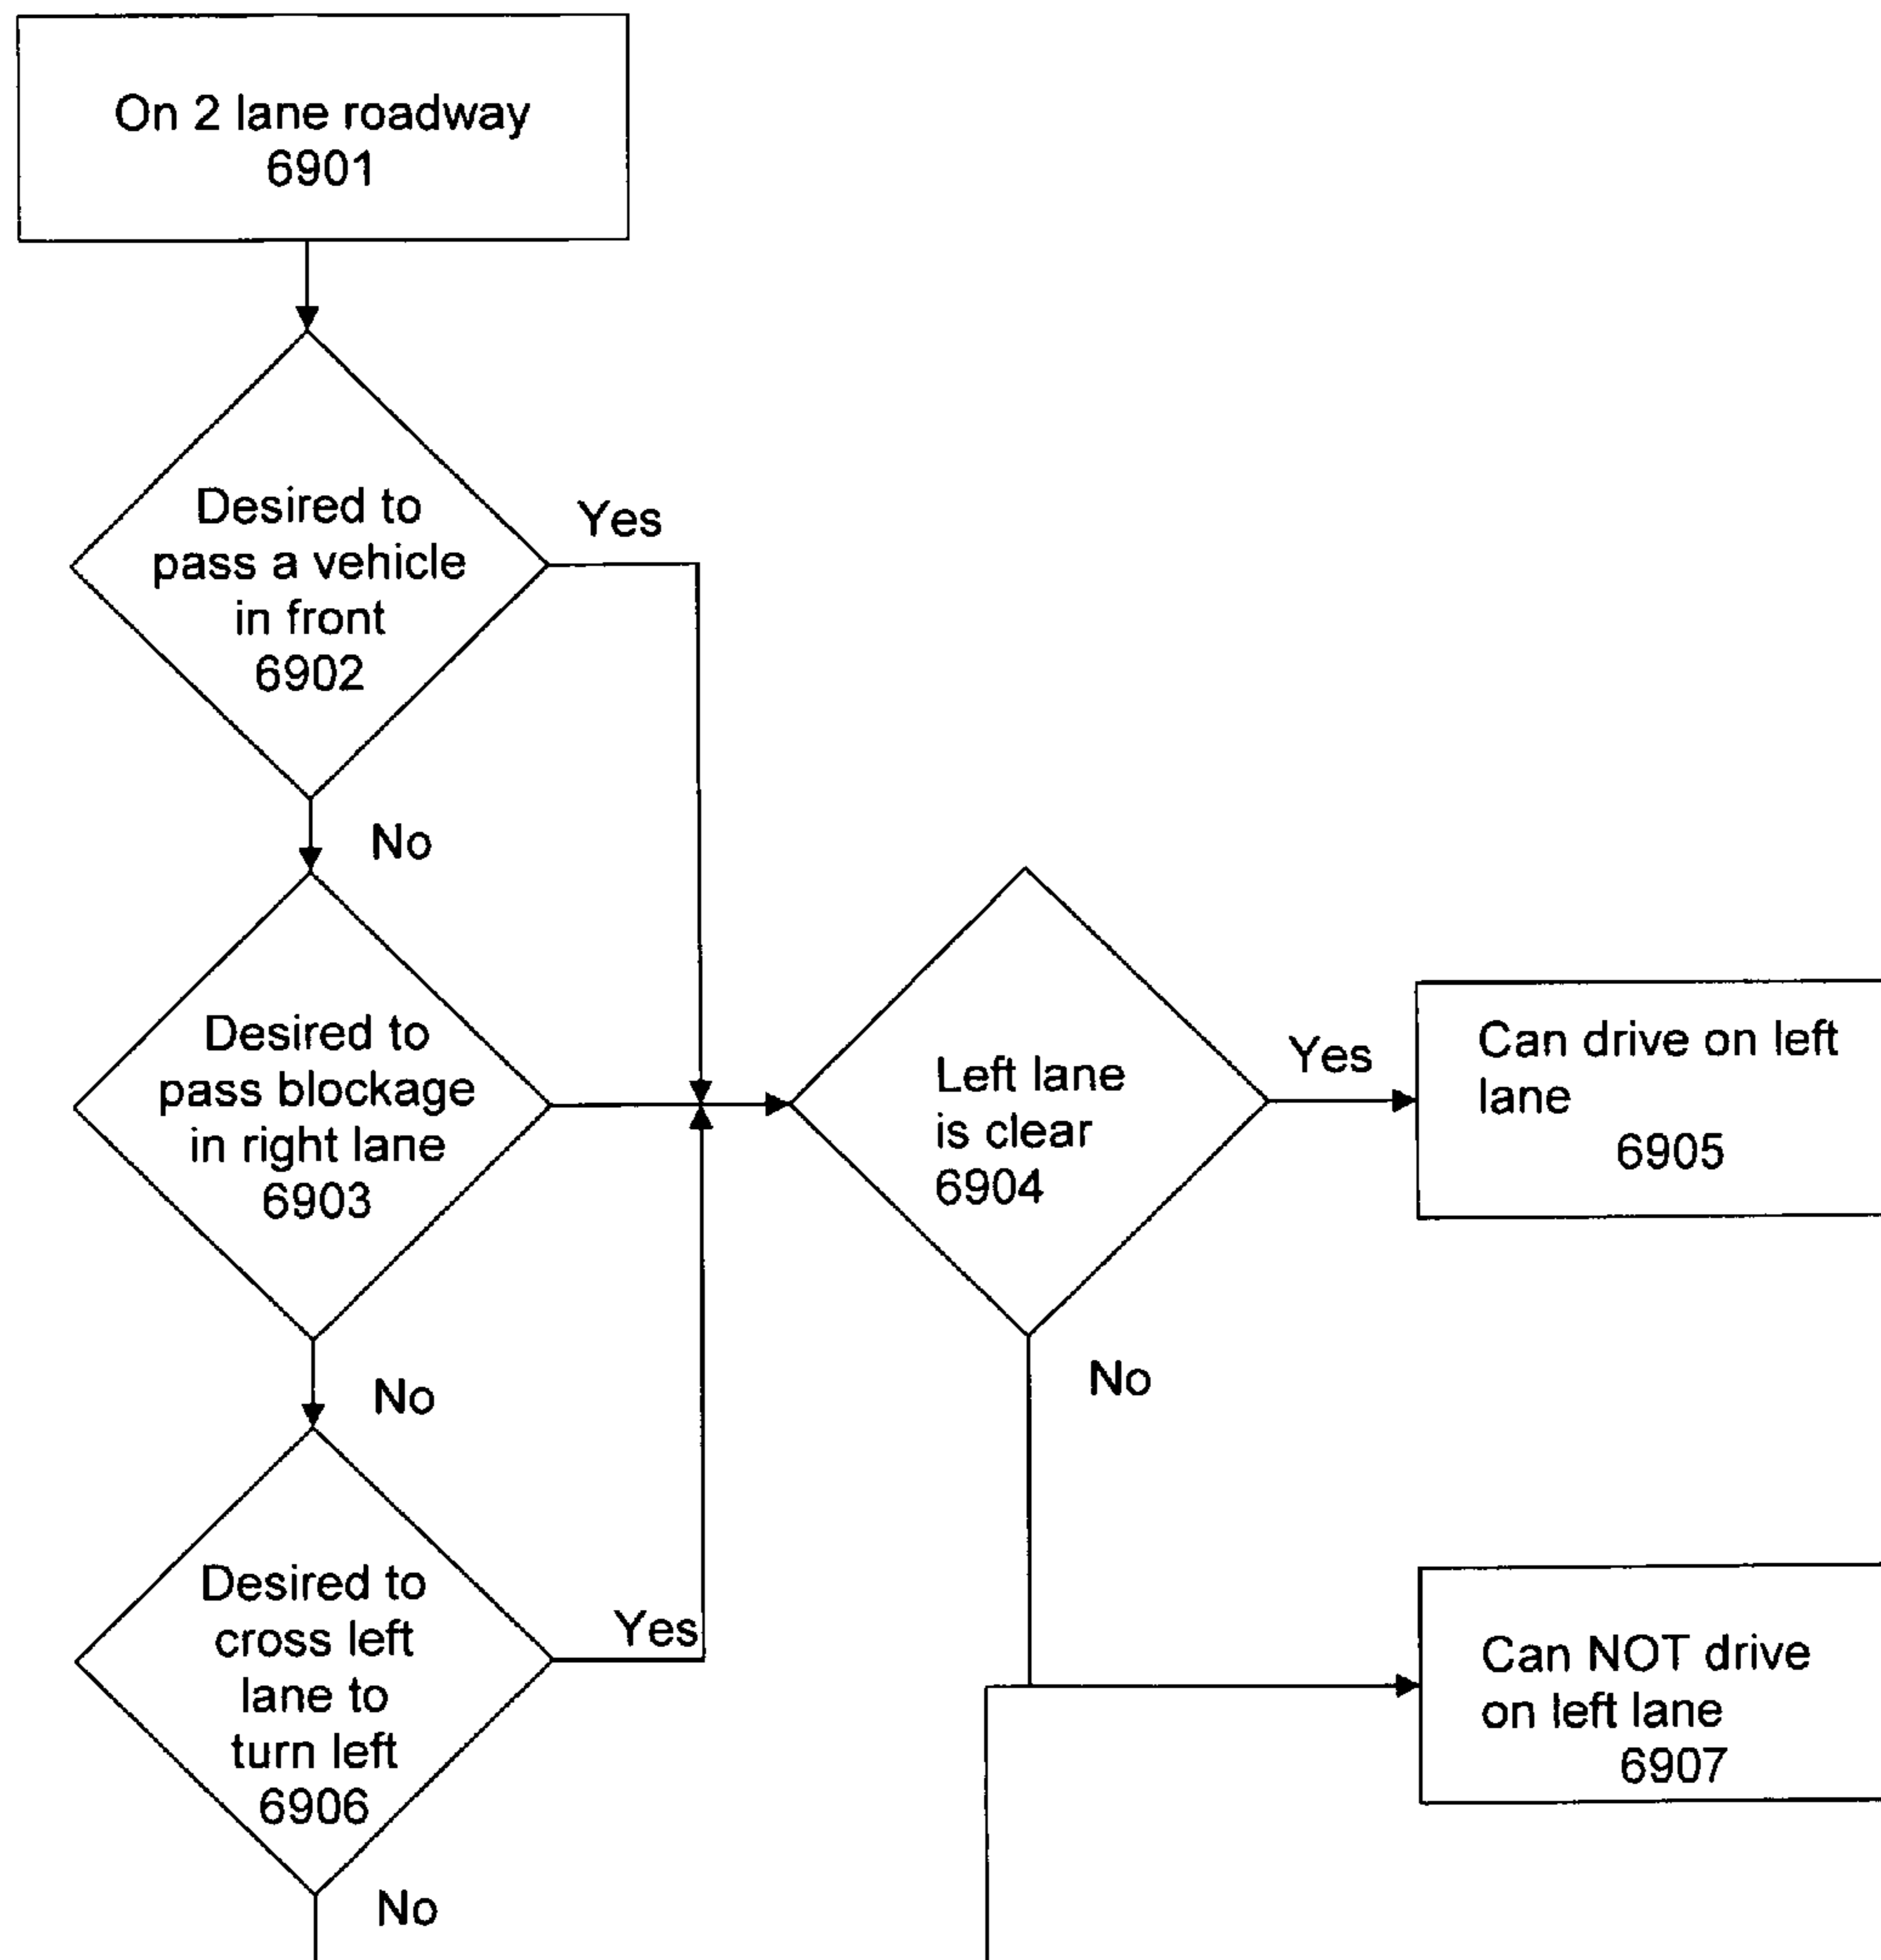 On 2 lane roadway
6901
Desired to
pass a vehicle
in front
6902
Yes
No
Desired to
pass blockage
in right lane
6903
No
Left lane
is clear
6904
Yes
No
Can drive on left
lane
6905
Desired to
cross left
lane to
turn left
6906
Yes
No
Can NOT drive
on left lane
6907